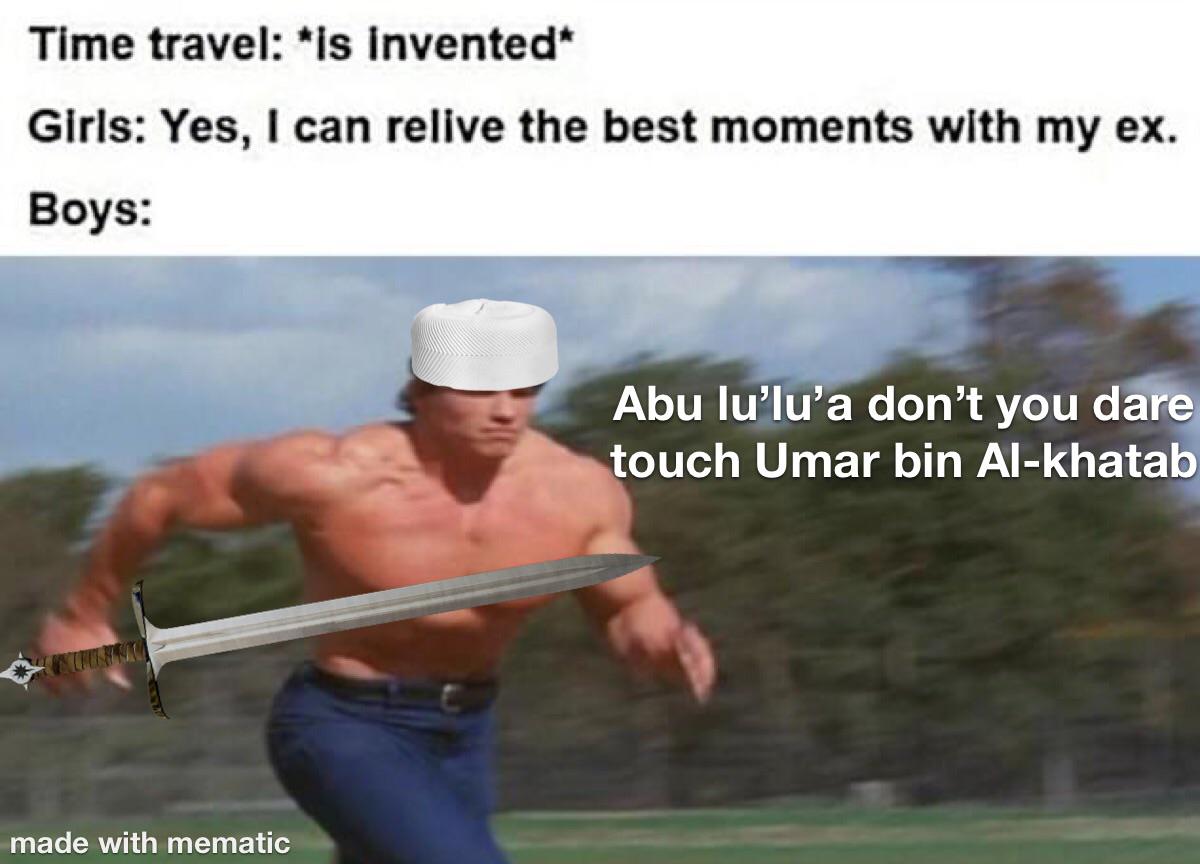 Time travel: *is invented*
Girls: Yes, I can relive the best moments with my ex.
Boys:
Abu lu’lu’a don’t you dare
touch Umar bin Al-khatab
made with mematic